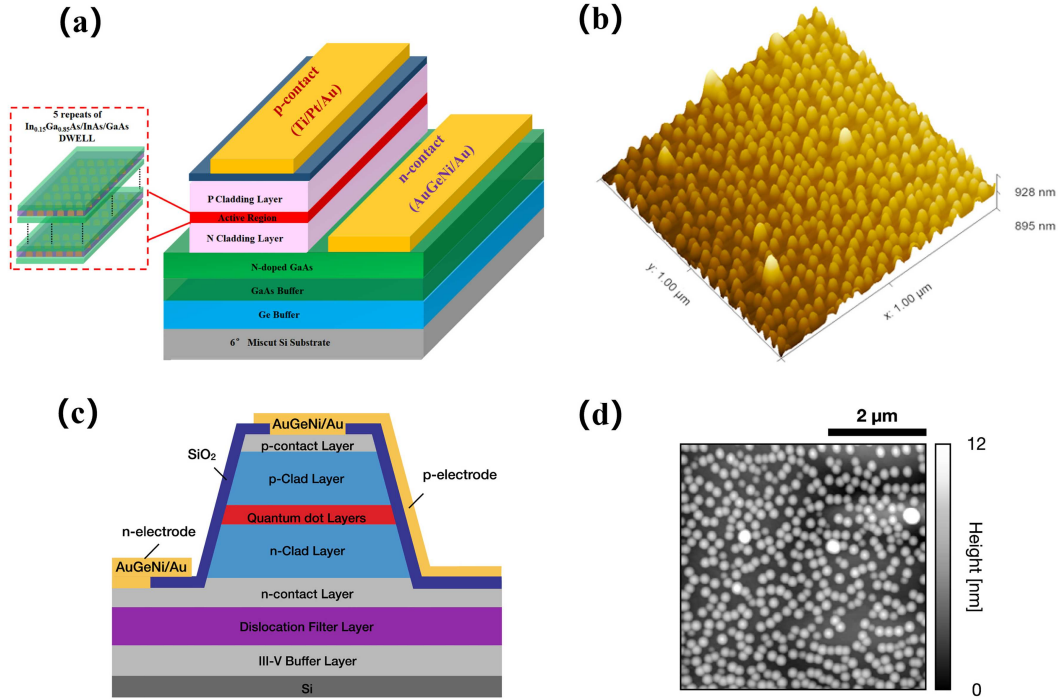 (a)
5 repeats of
In0.15Ga0.85As/InAs/GaAs
DWELL
p-contact
(Ti/Pt/Au)
n-contact
(AuGeNi/Au)
P Cladding Layer
Active Region
N Cladding Layer
N-doped GaAs
GaAs Buffer
Ge Buffer
6° Miscut Si Substrate
(b)
928 nm
895 nm
y: 1.00 µm
x: 1.00 µm
(c)
AuGeNi/Au
p-contact Layer
SiO₂
p-Clad Layer
p-electrode
Quantum dot Layers
n-electrode
n-Clad Layer
AuGeNi/Au
n-contact Layer
Dislocation Filter Layer
III-V Buffer Layer
Si
(d)
2 µm
12
Height [nm]
0